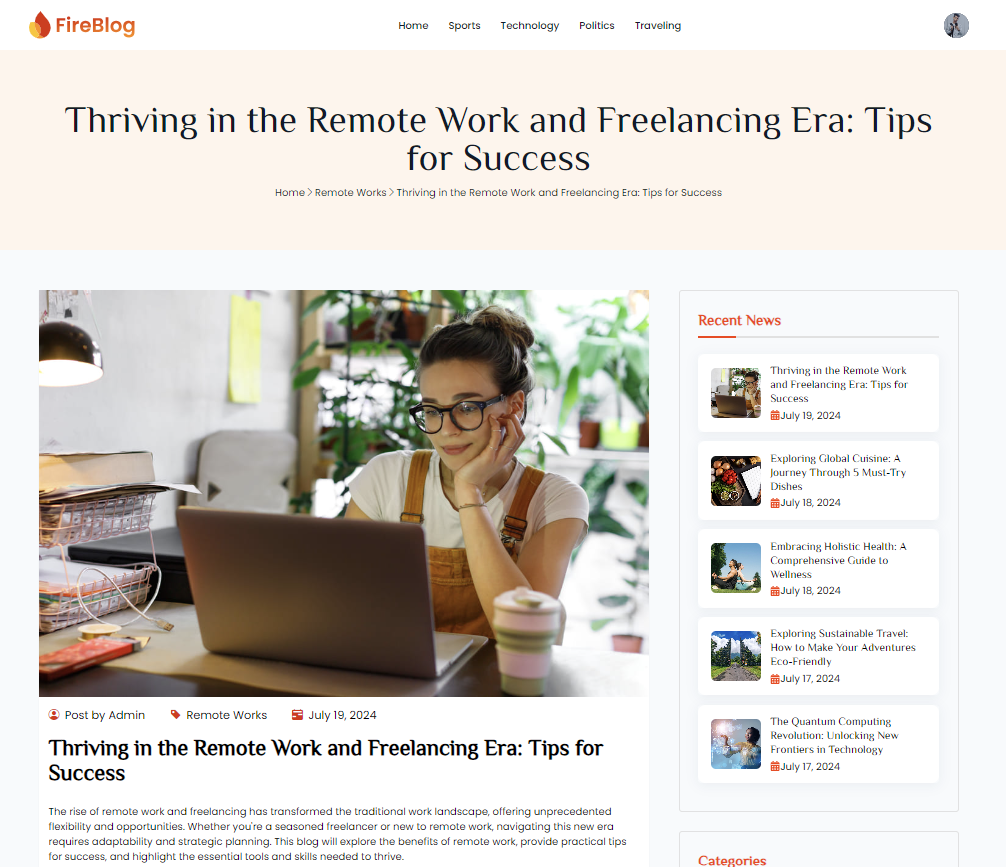 FireBlog
Home Sports Technology Politics Traveling
Thriving in the Remote Work and Freelancing Era: Tips
for Success
Home > Remote Works > Thriving in the Remote Work and Freelancing Era: Tips for Success
Post by Admin Remote Works July 19, 2024
Thriving in the Remote Work and Freelancing Era: Tips for
Success
The rise of remote work and freelancing has transformed the traditional work landscape, offering unprecedented
flexibility and opportunities. Whether you're a seasoned freelancer or new to remote work, navigating this new era
requires adaptability and strategic planning. This blog will explore the benefits of remote work, provide practical tips
for success, and highlight the essential tools and skills needed to thrive.
Recent News
Thriving in the Remote Work
and Freelancing Era: Tips for
Success
July 19, 2024
Exploring Global Cuisine: A
Journey Through 5 Must-Try
Dishes
July 18, 2024
Embracing Holistic Health: A
Comprehensive Guide to
Wellness
July 18, 2024
Exploring Sustainable Travel:
How to Make Your Adventures
Eco-Friendly
July 17, 2024
The Quantum Computing
Revolution: Unlocking New
Frontiers in Technology
July 17, 2024
Categories